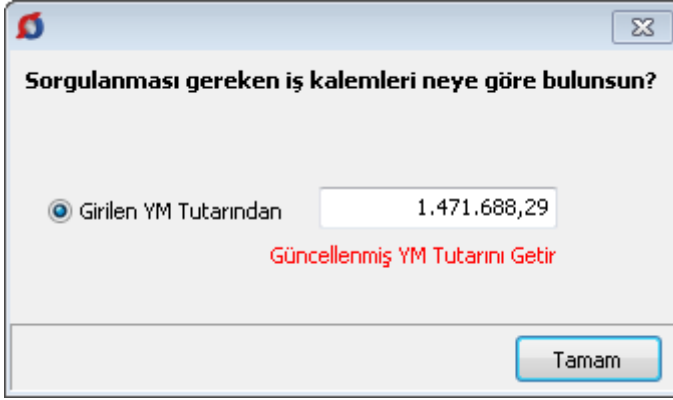 Sorgulanması gereken iş kalemleri neye göre bulunsun?
Girilen YM Tutarından 1.471.688,29
Güncellenmiş YM Tutarını Getir
Tamam